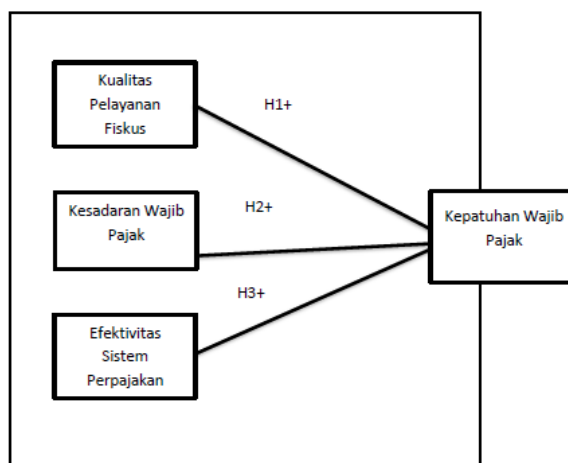 Kualitas
Pelayanan
Fiskus
H1+
Kesadaran Wajib
Pajak
H2+
Kepatuhan Wajib
Pajak
H3+
Efektivitas
Sistem
Perpajakan